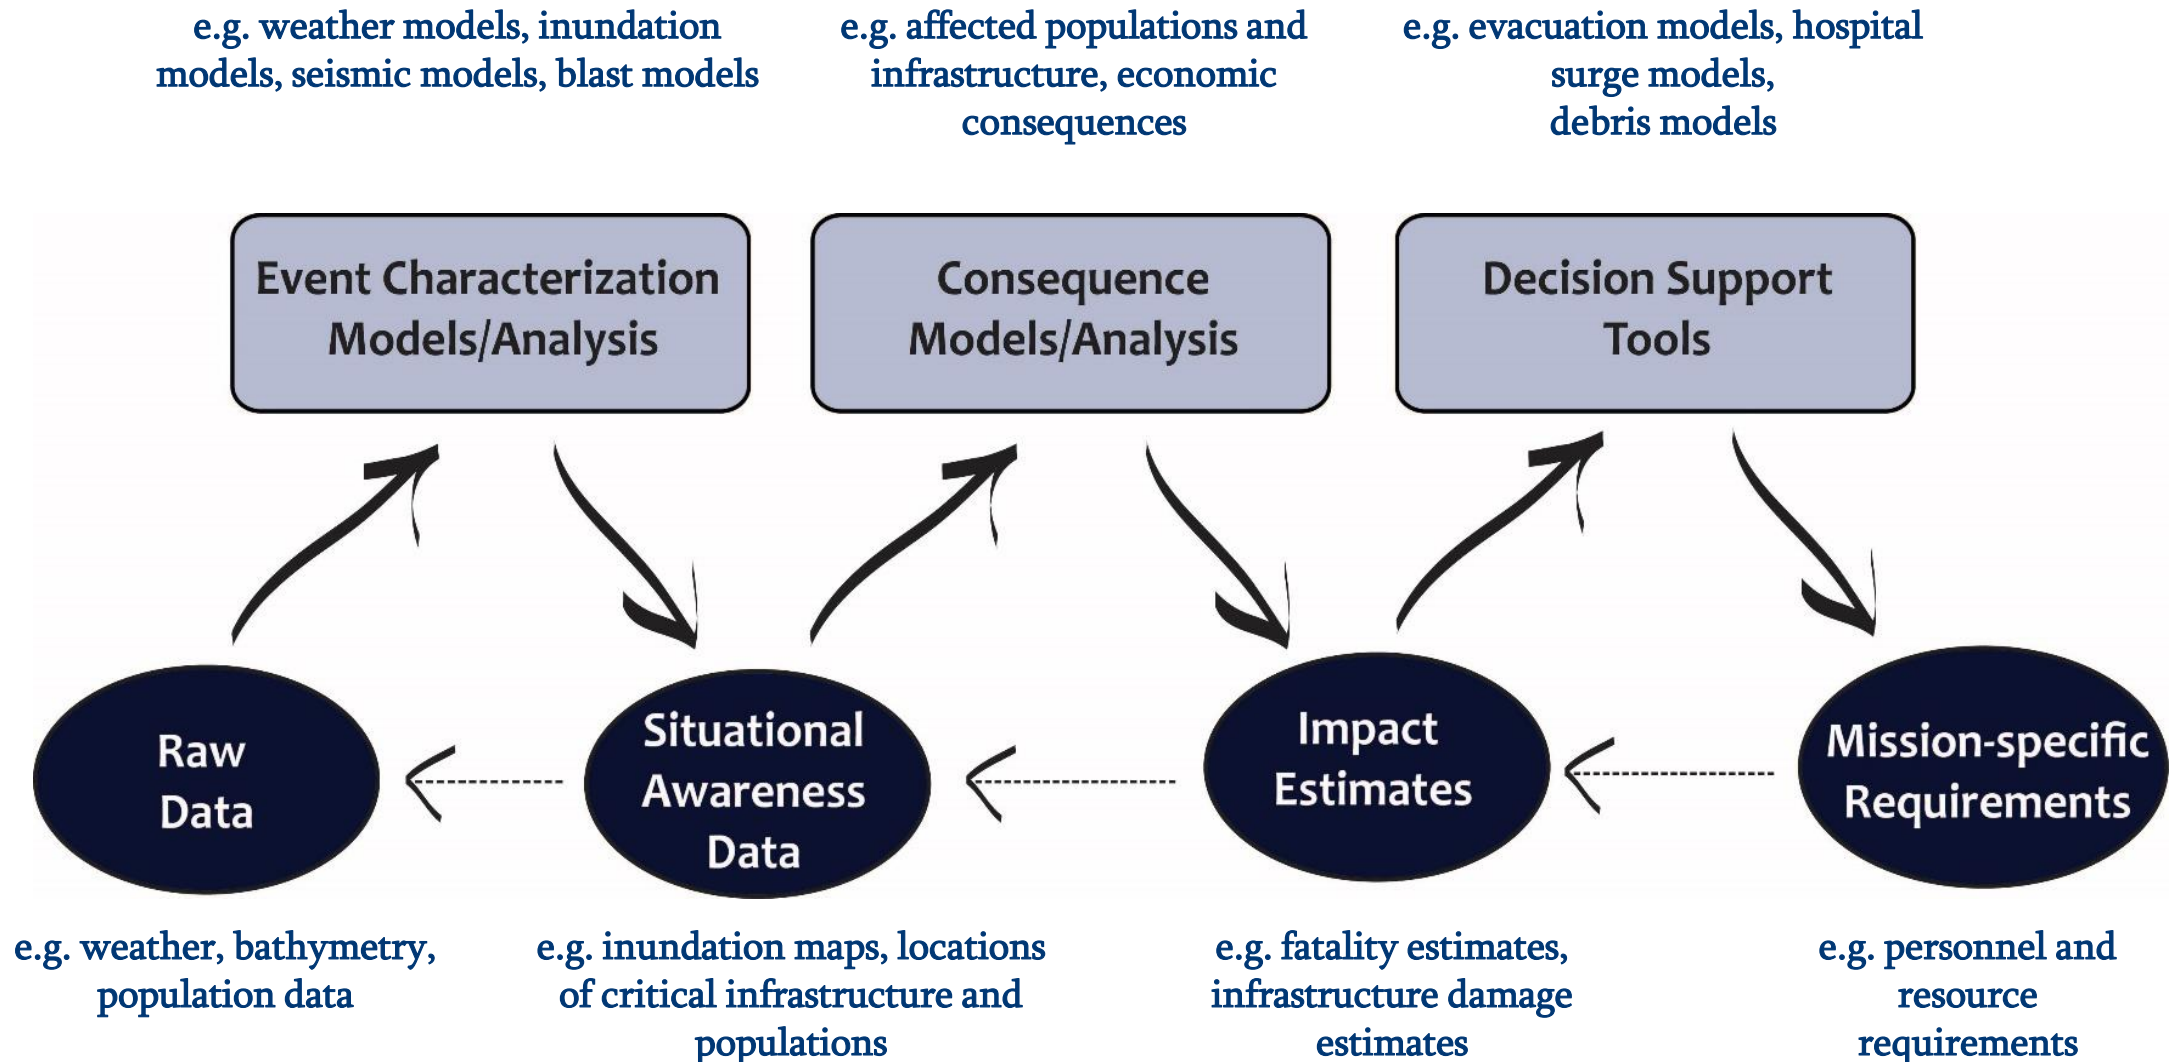 e.g. weather models, inundation
models, seismic models, blast models
e.g. affected populations and
infrastructure, economic
consequences
e.g. evacuation models, hospital
surge models,
debris models
Event Characterization
Models/Analysis
Consequence
Models/Analysis
Decision Support
Tools
Raw
Data
Situational
Awareness
Data
Impact
Estimates
Mission-specific
Requirements
e.g. weather, bathymetry,
population data
e.g. inundation maps, locations
of critical infrastructure and
populations
e.g. fatality estimates,
infrastructure damage
estimates
e.g. personnel and
resource
requirements